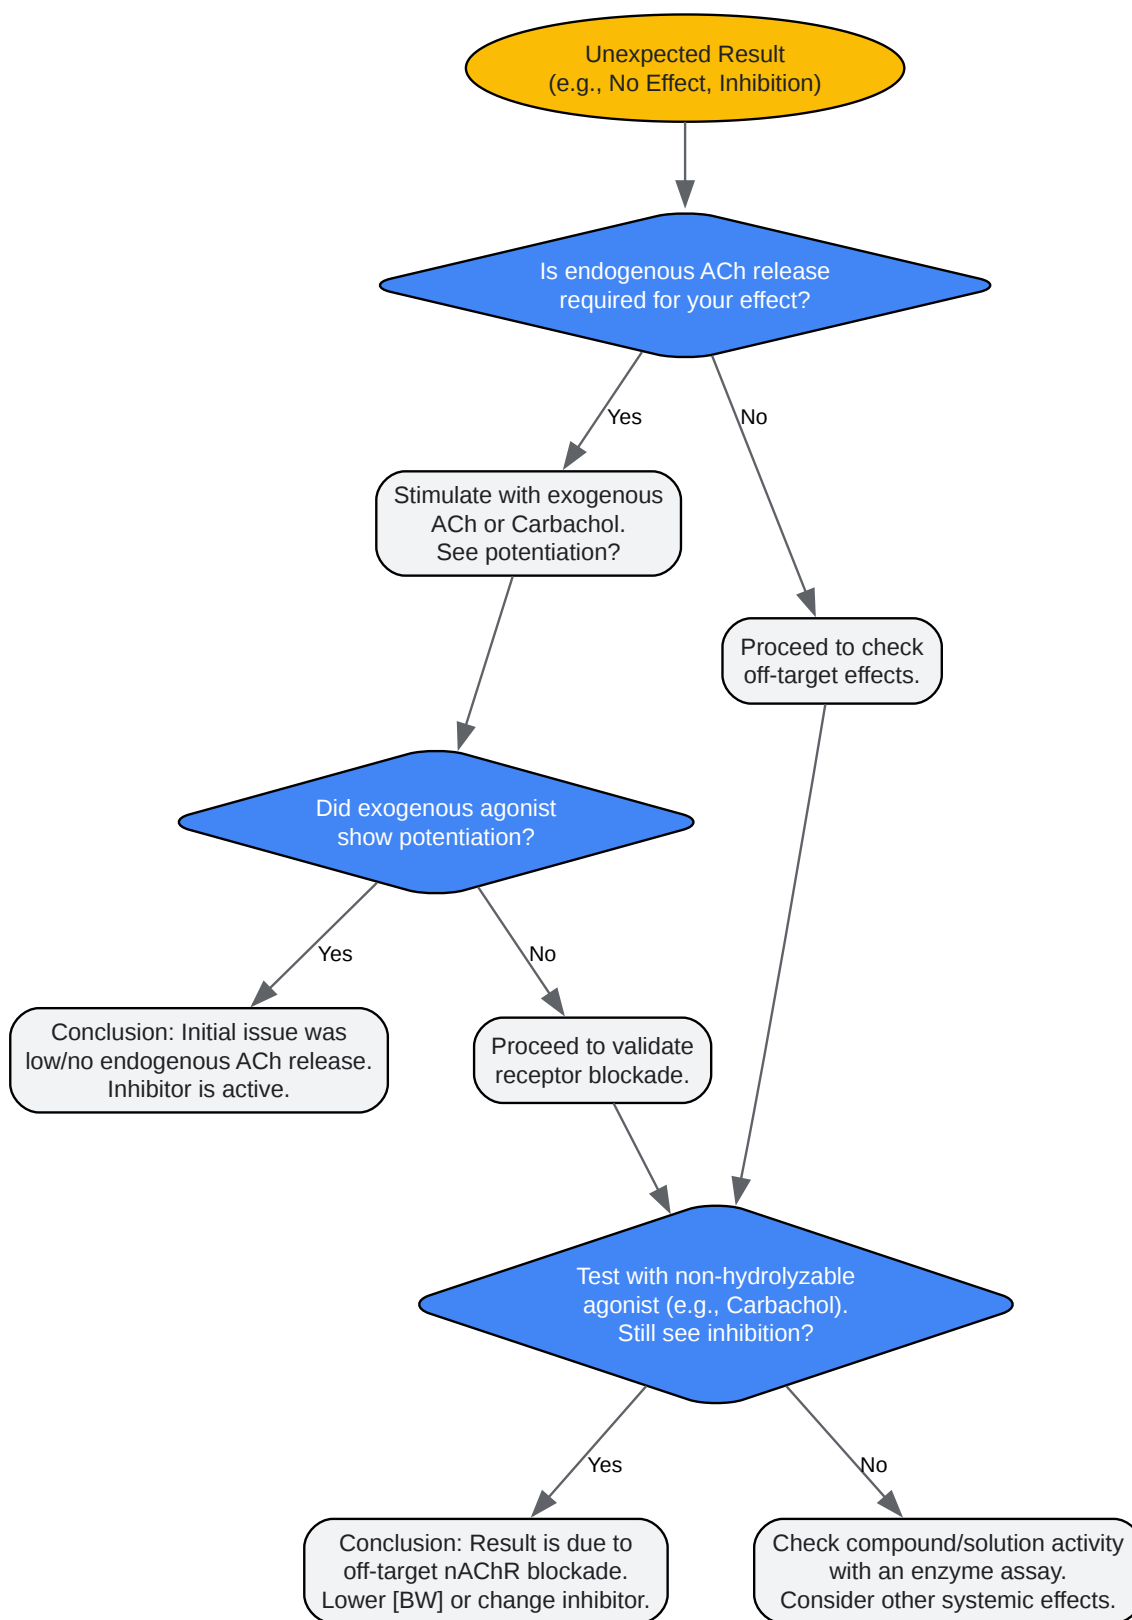 Unexpected Result
(e.g., No Effect, Inhibition)
Is endogenous ACh release
required for your effect?
Yes
No
Stimulate with exogenous
ACh or Carbachol.
See potentiation?
Proceed to check
off-target effects.
Did exogenous agonist
show potentiation?
Yes
No
Conclusion: Initial issue was
low/no endogenous ACh release.
Inhibitor is active.
Proceed to validate
receptor blockade.
Test with non-hydrolyzable
agonist (e.g., Carbachol).
Still see inhibition?
Yes
No
Conclusion: Result is due to
off-target nAChR blockade.
Lower [BW] or change inhibitor.
Check compound/solution activity
with an enzyme assay.
Consider other systemic effects.